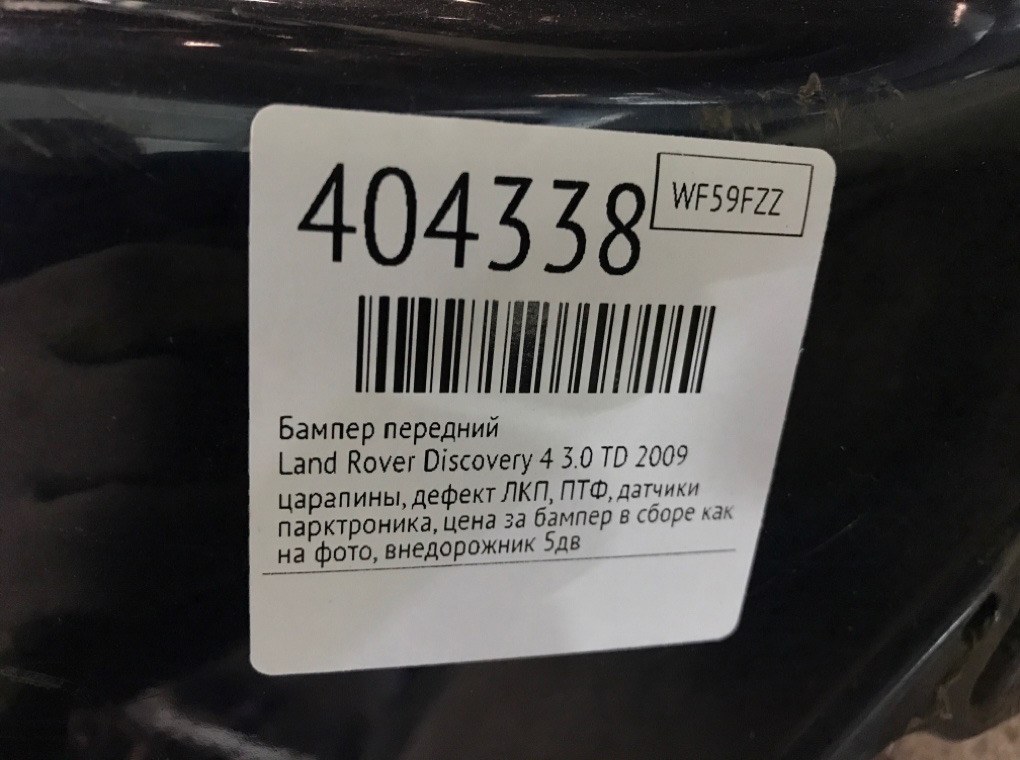 404338
WF59FZZ
Бампер передний
Land Rover Discovery 4 3.0 TD 2009
царапины, дефект ЛКП, ПТФ, датчики
парктроника, цена за бампер в сборе как
на фото, внедорожник 5дв